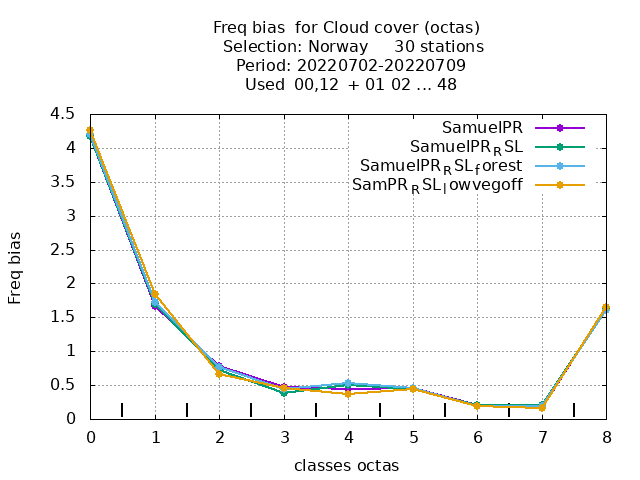 Freq bias  for Cloud cover (octas)
Selection: Norway     30 stations
Period: 20220702-20220709
Used  00,12  + 01 02 ... 48
4.5
4
3.5
3
2.5
2
1.5
1
0.5
0
Freq bias
SamuelPR
SamuelPR_RSL
SamuelPR_RSL_forest
SamPR_RSL_lowvegoff
0 1 2 3 4 5 6 7 8
classes octas